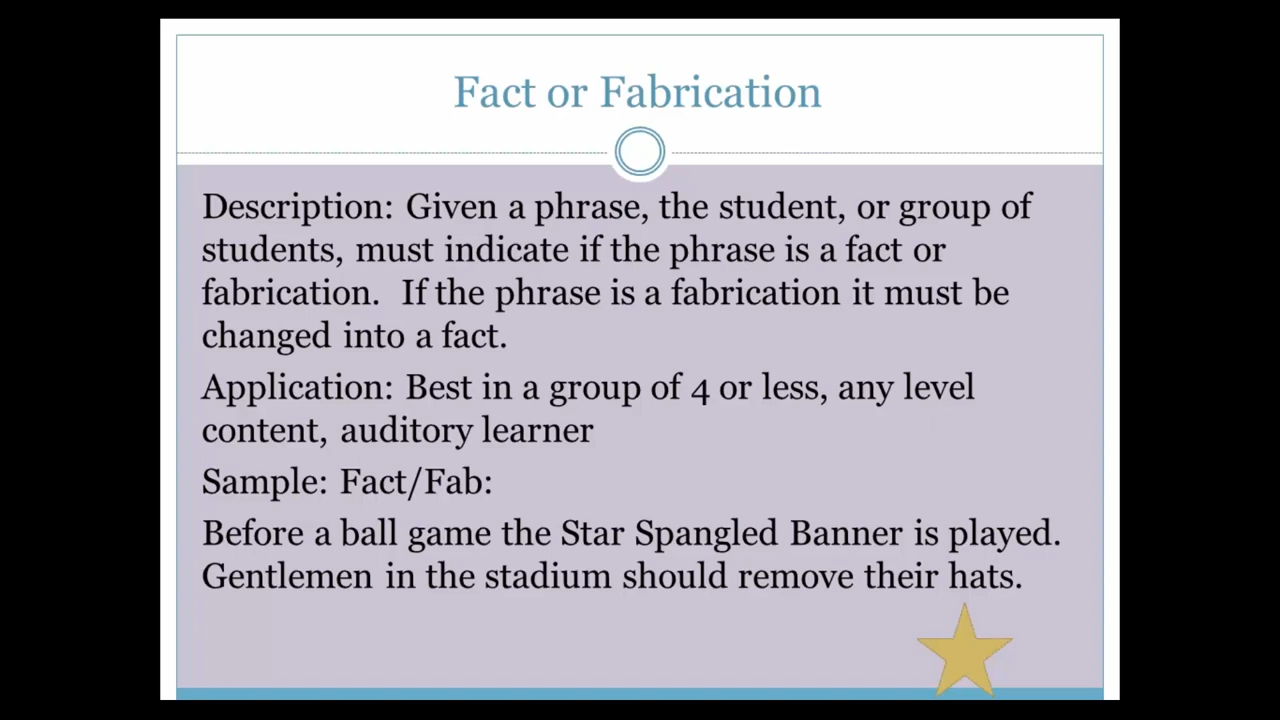 Fact or Fabrication
Description: Given a phrase, the student, or group of
students, must indicate if the phrase is a fact or
fabrication.  If the phrase is a fabrication it must be
changed into a fact.
Application: Best in a group of 4 or less, any level
content, auditory learner
Sample: Fact/Fab:
Before a ball game the Star Spangled Banner is played.
Gentlemen in the stadium should remove their hats.